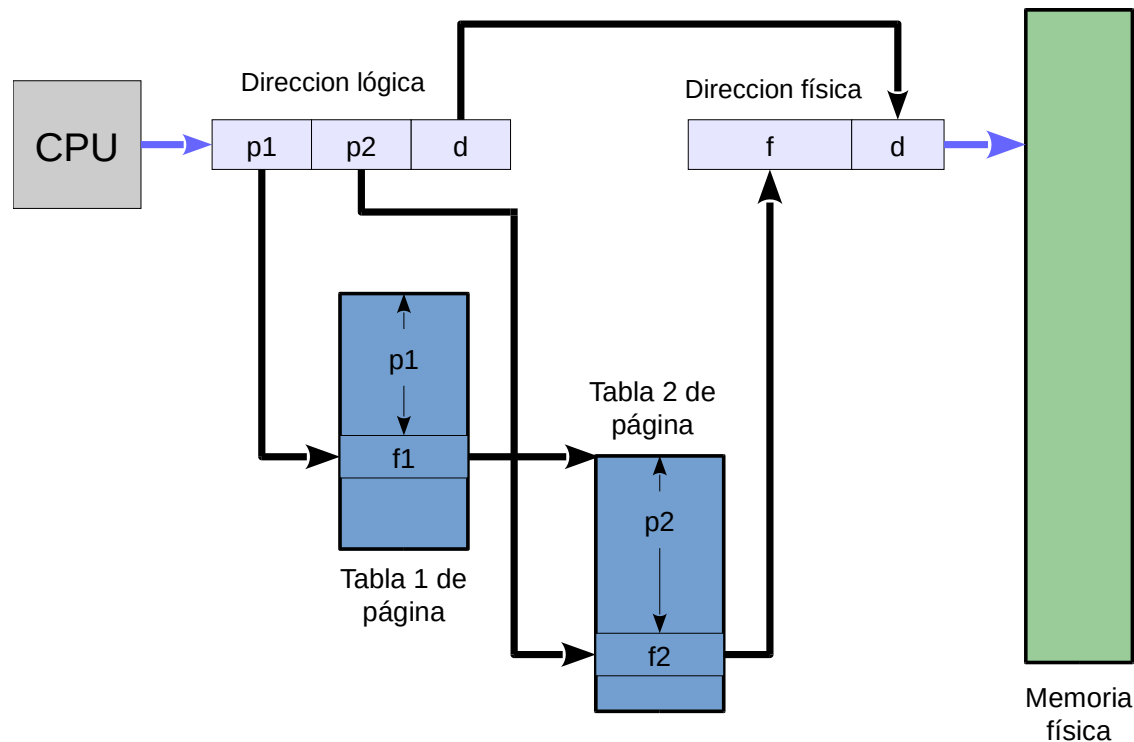 Direccion lógica
Direccion física
CPU
p1
p2
d
f
d
p1
f1
Tabla 1 de
página
Tabla 2 de
página
p2
f2
Memoria
física